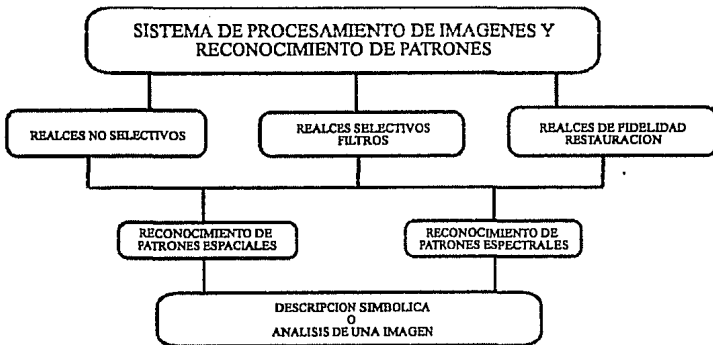 SISTEMA DE PROCESAMIENTO DE IMAGENES Y
RECONOCIMIENTO DE PATRONES
REALCES NO SELECTIVOS
REALCES SELECTIVOS
FILTROS
REALCES DE FIDELIDAD
RESTAURACION
RECONOCIMIENTO DE
PATRONES ESPACIALES
RECONOCIMIENTO DE
PATRONES ESPECTRALES
DESCRIPCION SIMBOLICA
O
ANALISIS DE UNA IMAGEN